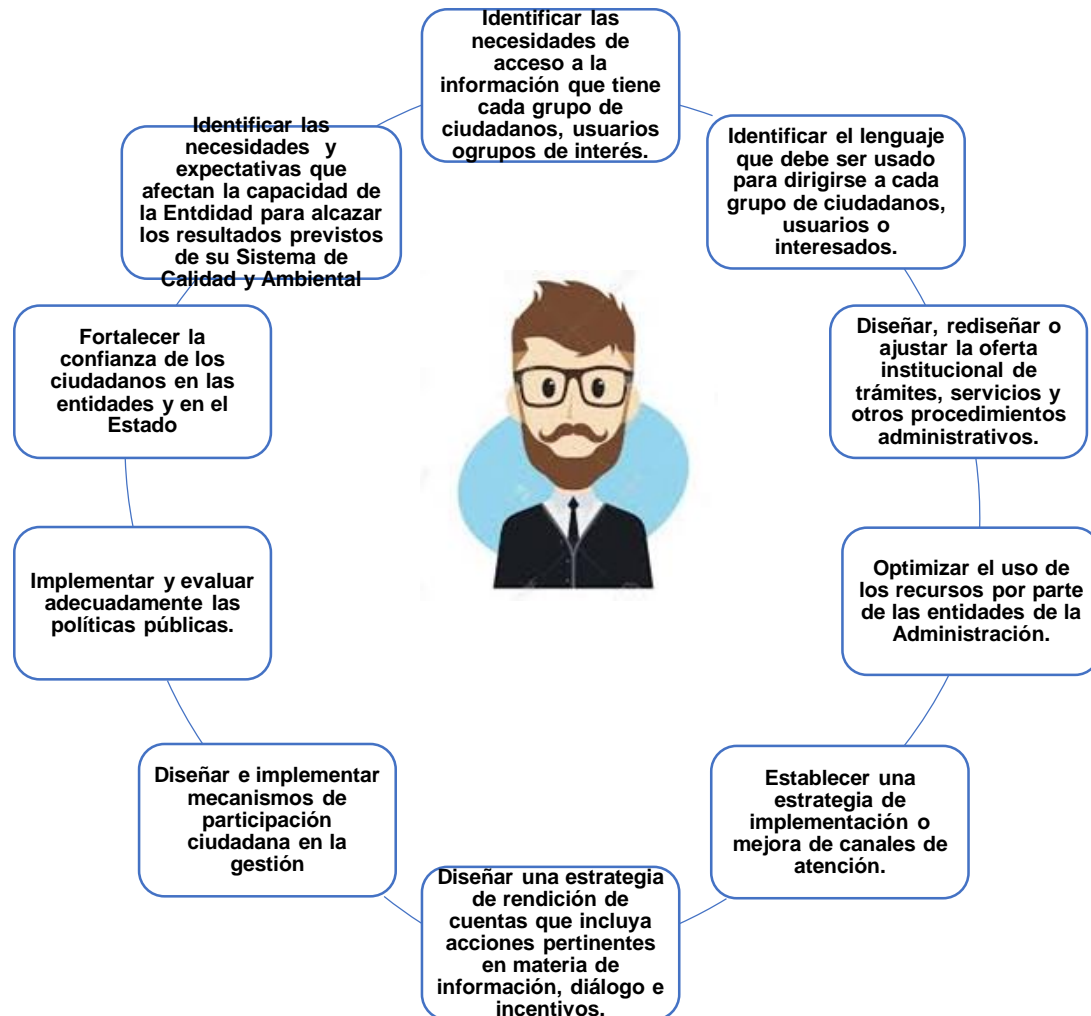 Identificar las
necesidades de
acceso a la
información que tiene
cada grupo de
ciudadanos, usuarios
ogrupos de interés.
Identificar el lenguaje
que debe ser usado
para dirigirse a cada
grupo de ciudadanos,
usuarios o
interesados.
Diseñar, rediseñar o
ajustar la oferta
institucional de
trámites, servicios y
otros procedimientos
administrativos.
Optimizar el uso de
los recursos por parte
de las entidades de la
Administración.
Establecer una
estrategia de
implementación o
mejora de canales de
atención.
Diseñar una estrategia
de rendición de
cuentas que incluya
acciones pertinentes
en materia de
información, diálogo e
incentivos.
Diseñar e implementar
mecanismos de
participación
ciudadana en la
gestión
Implementar y evaluar
adecuadamente las
políticas públicas.
Fortalecer la
confianza de los
ciudadanos en las
entidades y en el
Estado
Identificar las
necesidades y
expectativas que
afectan la capacidad de
la Entdidad para alcazar
los resultados previstos
de su Sistema de
Calidad y Ambiental